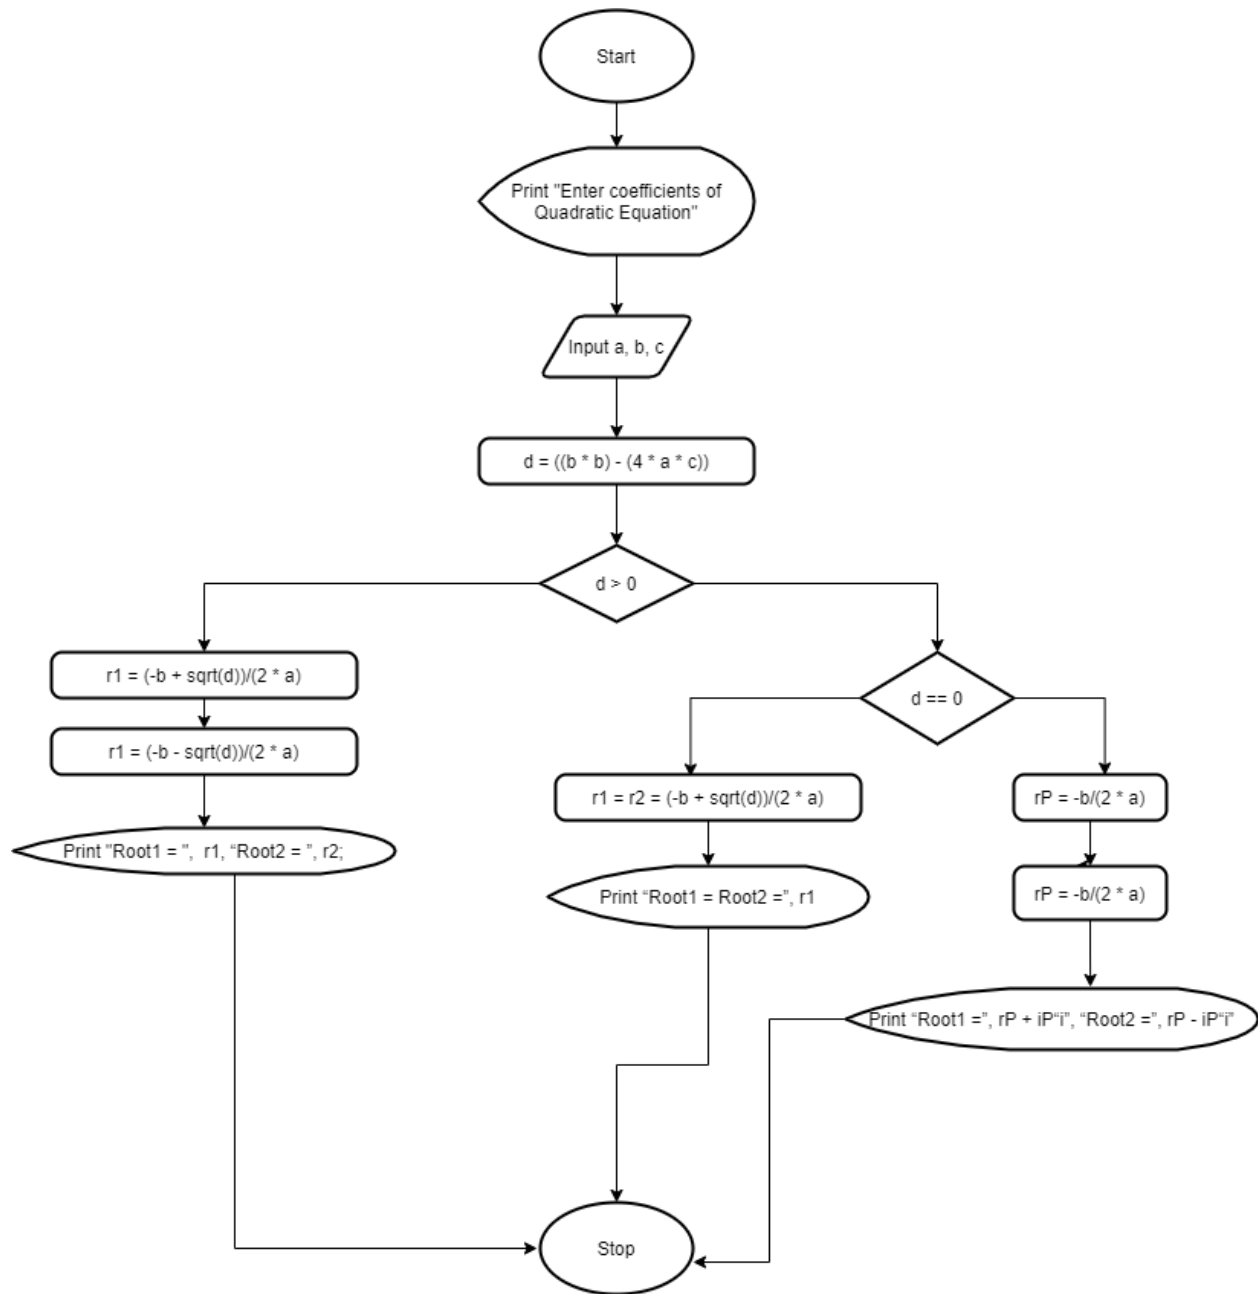 Start
Print "Enter coefficients of
Quadratic Equation"
Input a, b, c
d = ((b * b) - (4 * a * c))
d > 0
r1 = (-b + sqrt(d))/(2 * a)
r1 = (-b - sqrt(d))/(2 * a)
Print "Root1 = ",  r1, “Root2 = ”, r2;
d == 0
r1 = r2 = (-b + sqrt(d))/(2 * a)
Print “Root1 = Root2 =”, r1
rP = -b/(2 * a)
rP = -b/(2 * a)
Print “Root1 =”, rP + iP“i”, “Root2 =”, rP - iP“i”
Stop